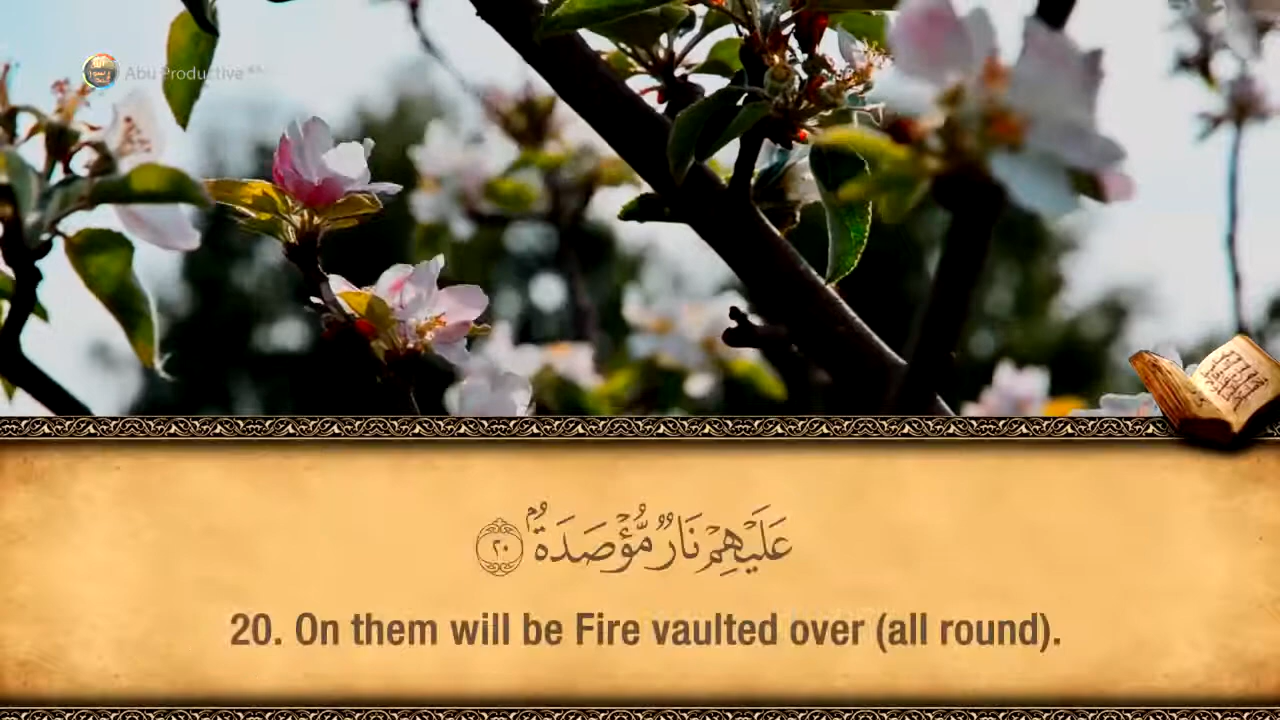 Abu Productive
عَلَيْهِمْ نَارٌ مُّؤْصَدَةٌ ۢ ٢٠
20. On them will be Fire vaulted over (all round).